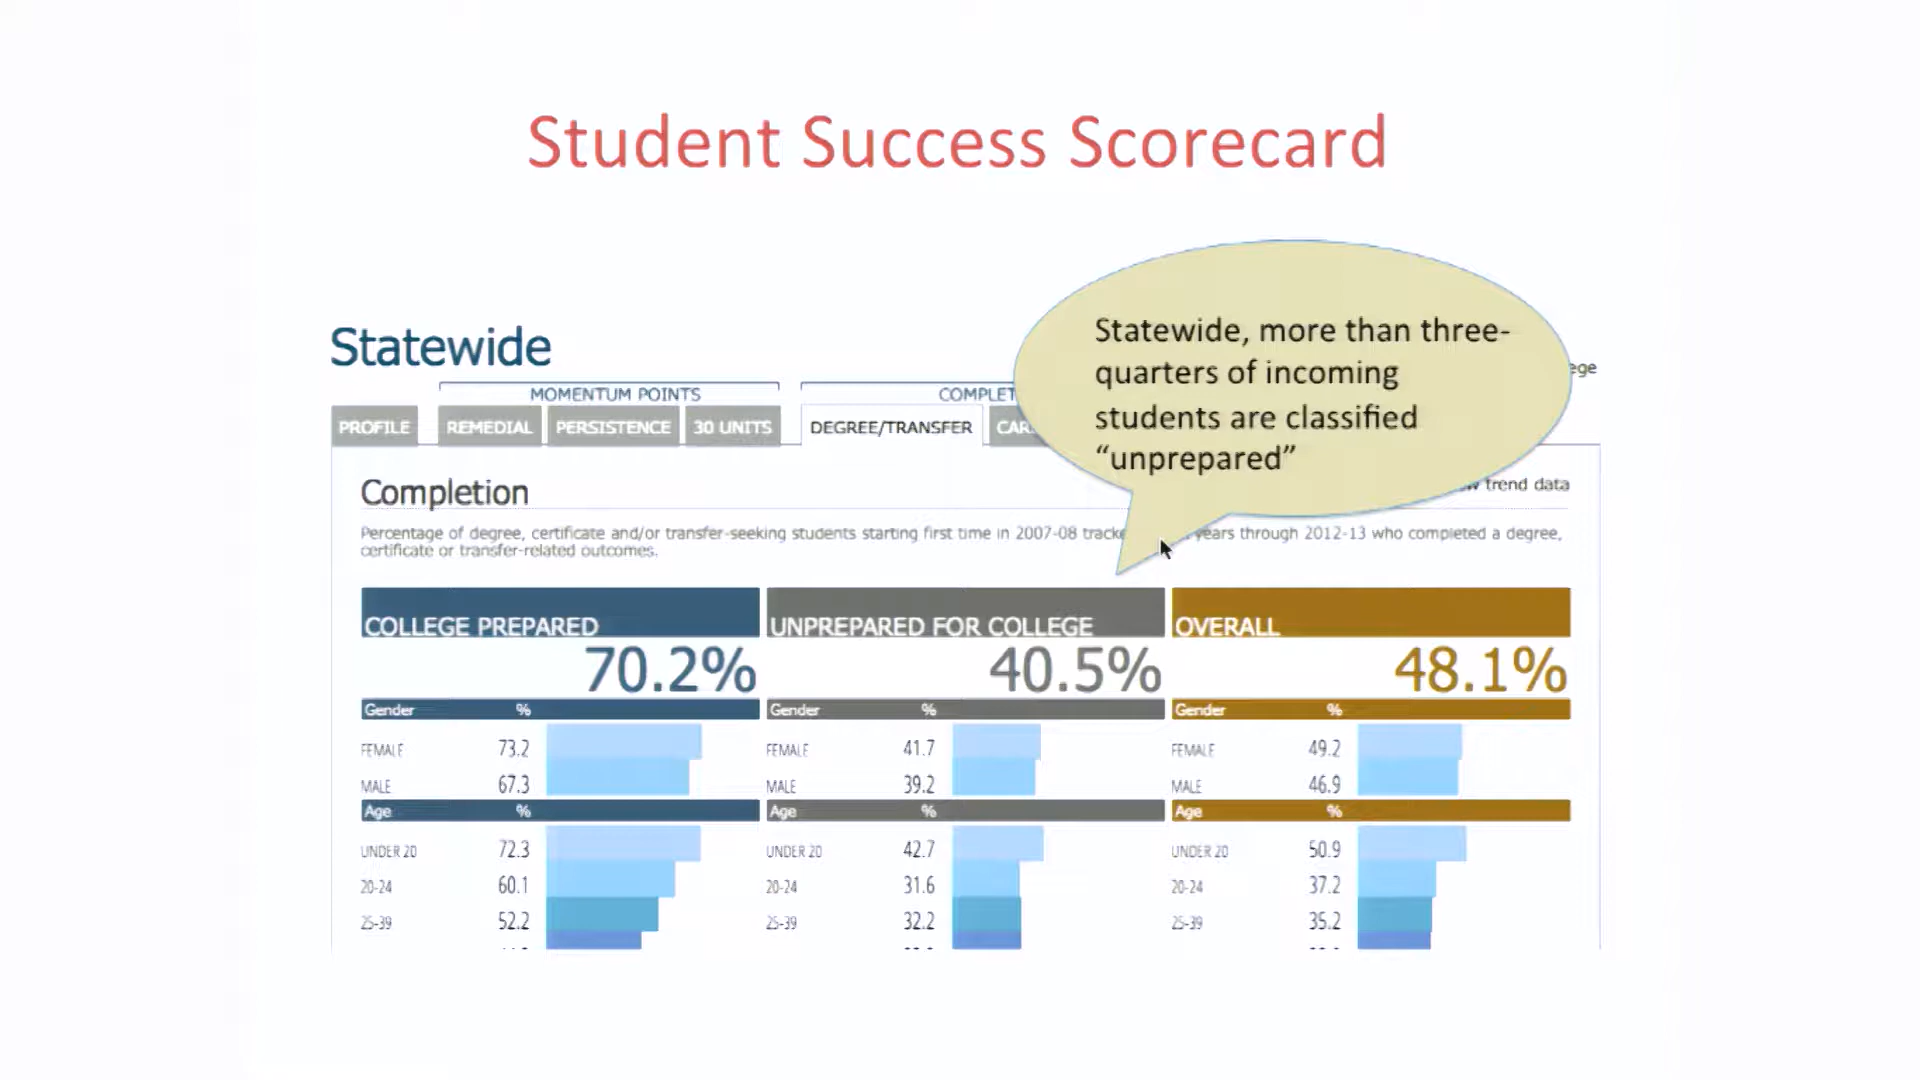 Student Success Scorecard
Statewide, more than three-
quarters of incoming
students are classified
“unprepared”
Statewide
MOMENTUM POINTS
PROFILE REMEDIAL PERSISTENCE 30 UNITS DEGREE/TRANSFER
Completion
trend data
Percentage of degree, certificate and/or transfer-seeking students starting first time in 2007-08 years through 2012-13 who completed a degree,
certificate or transfer-related outcomes.
COLLEGE PREPARED UNPREPARED FOR COLLEGE OVERALL
70.2% 40.5% 48.1%
Gender % Gender % Gender %
FEMALE 73.2 FEMALE 41.7 FEMALE 49.2
MALE 67.3 MALE 39.2 MALE 46.9
Age % Age % Age %
UNDER 20 72.3 UNDER 20 42.7 UNDER 20 50.9
20-24 60.1 20-24 31.6 20-24 37.2
25-39 52.2 25-39 32.2 25-39 35.2